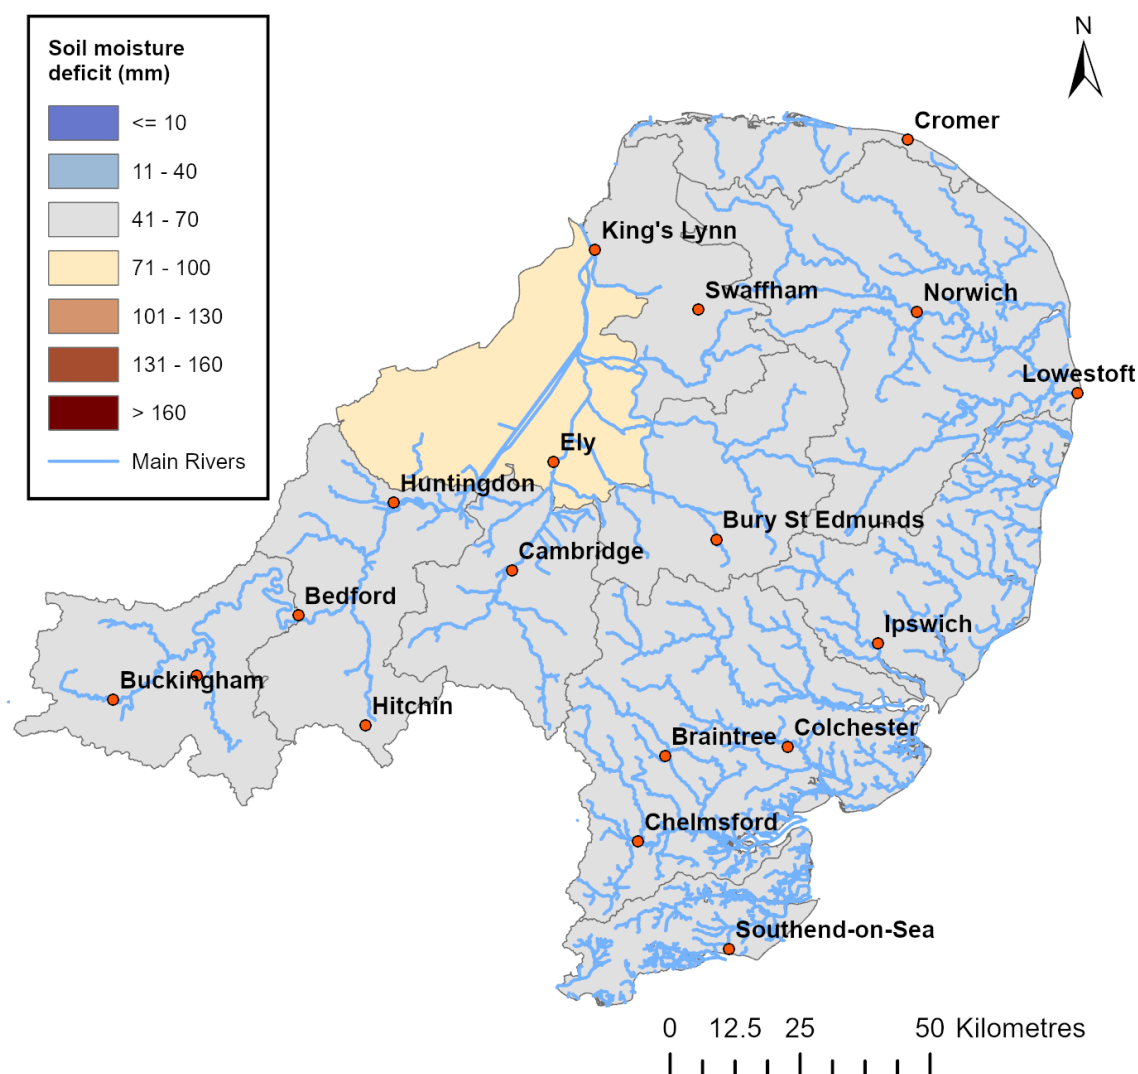 Soil moisture
deficit (mm)
<= 10
11 - 40
41 - 70
71 - 100
101 - 130
131 - 160
> 160
Main Rivers
N
Cromer
King's Lynn
Swaffham
Norwich
Lowestoft
Ely
Huntingdon
Bury St Edmunds
Cambridge
Bedford
Ipswich
Buckingham
Hitchin
Braintree
Colchester
Chelmsford
Southend-on-Sea
0 12.5 25 50 Kilometres